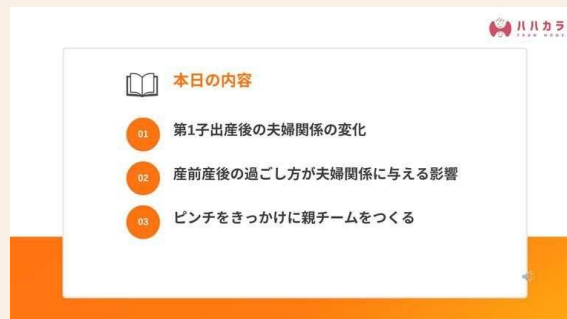 ハハカラ
FROM HOME
本日の内容
01 第1子出産後の夫婦関係の変化
02 産前産後の過ごし方が夫婦関係に与える影響
03 ピンチをきっかけに親チームをつくる